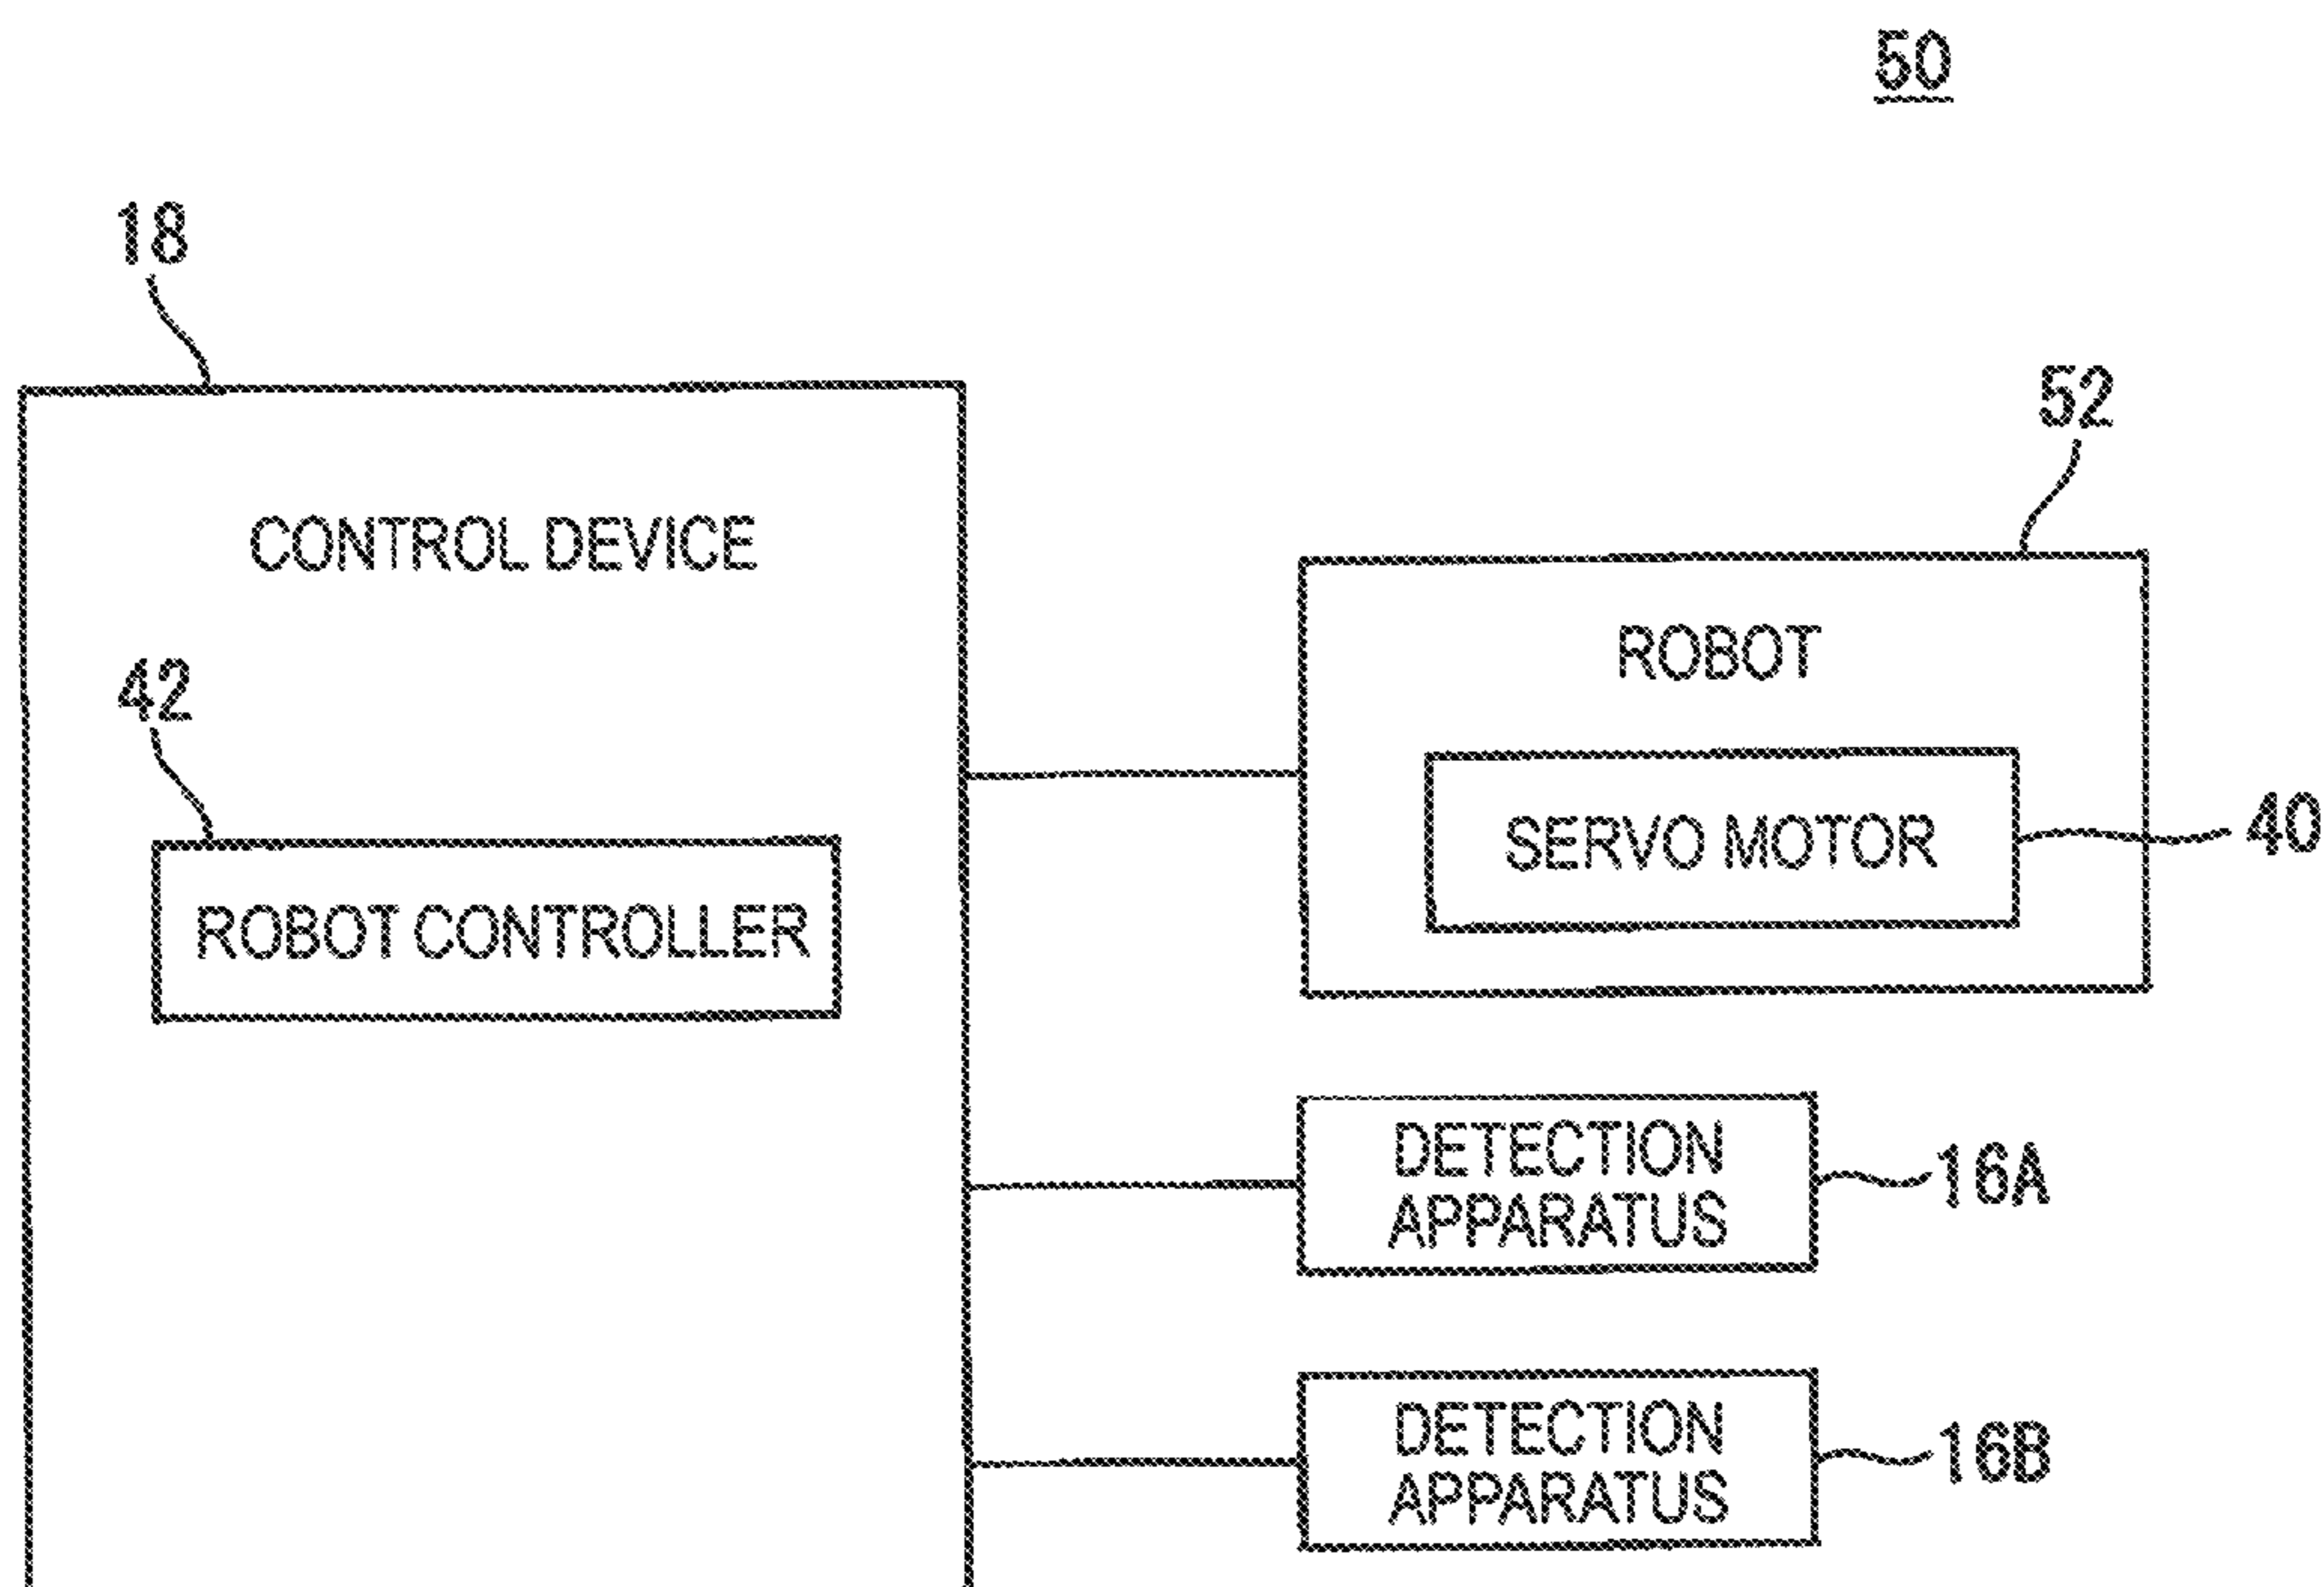 50
18
CONTROL DEVICE
52
ROBOT
42
SERVO MOTOR
40
ROBOT CONTROLLER
DETECTION
APPARATUS
16A
DETECTION
APPARATUS
16B